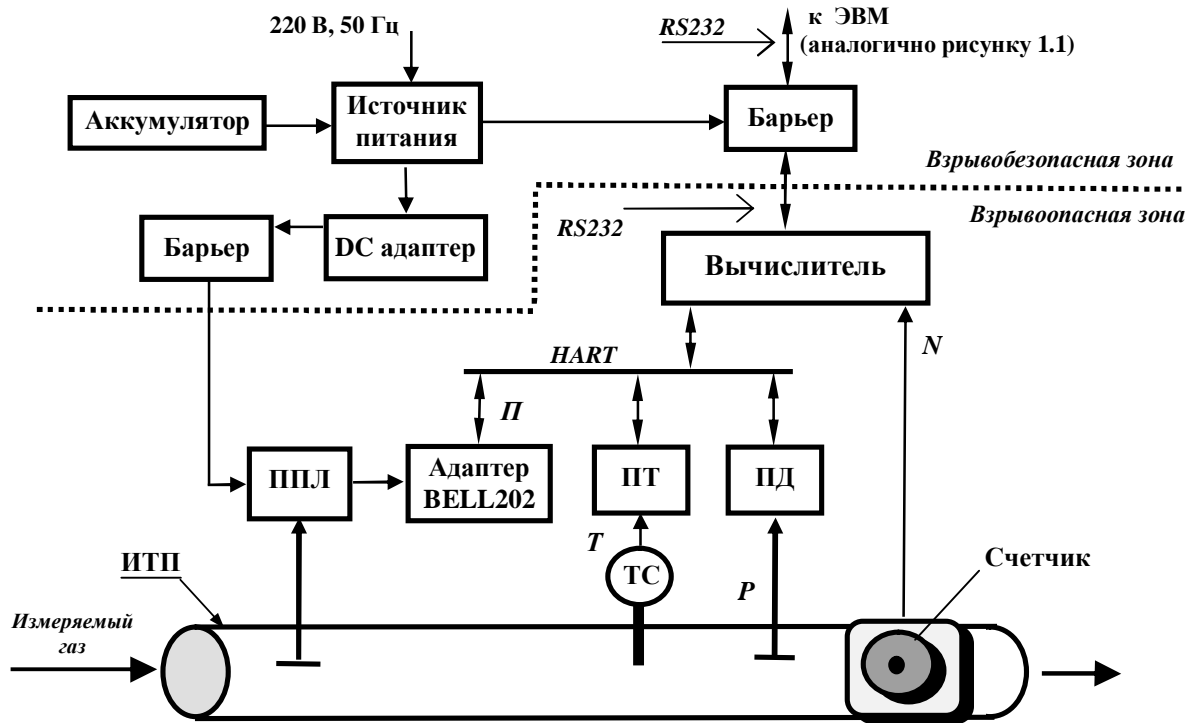 220 В, 50 Гц
RS232
к ЭВМ
(аналогично рисунку 1.1)
Аккумулятор
Источник
питания
Барьер
Взрывобезопасная зона
Взрывоопасная зона
RS232
Барьер
DC адаптер
Вычислитель
HART
N
П
ППЛ
Адаптер
BELL202
ПТ
ПД
T
ТС
P
ИТП
Счетчик
Измеряемый
газ